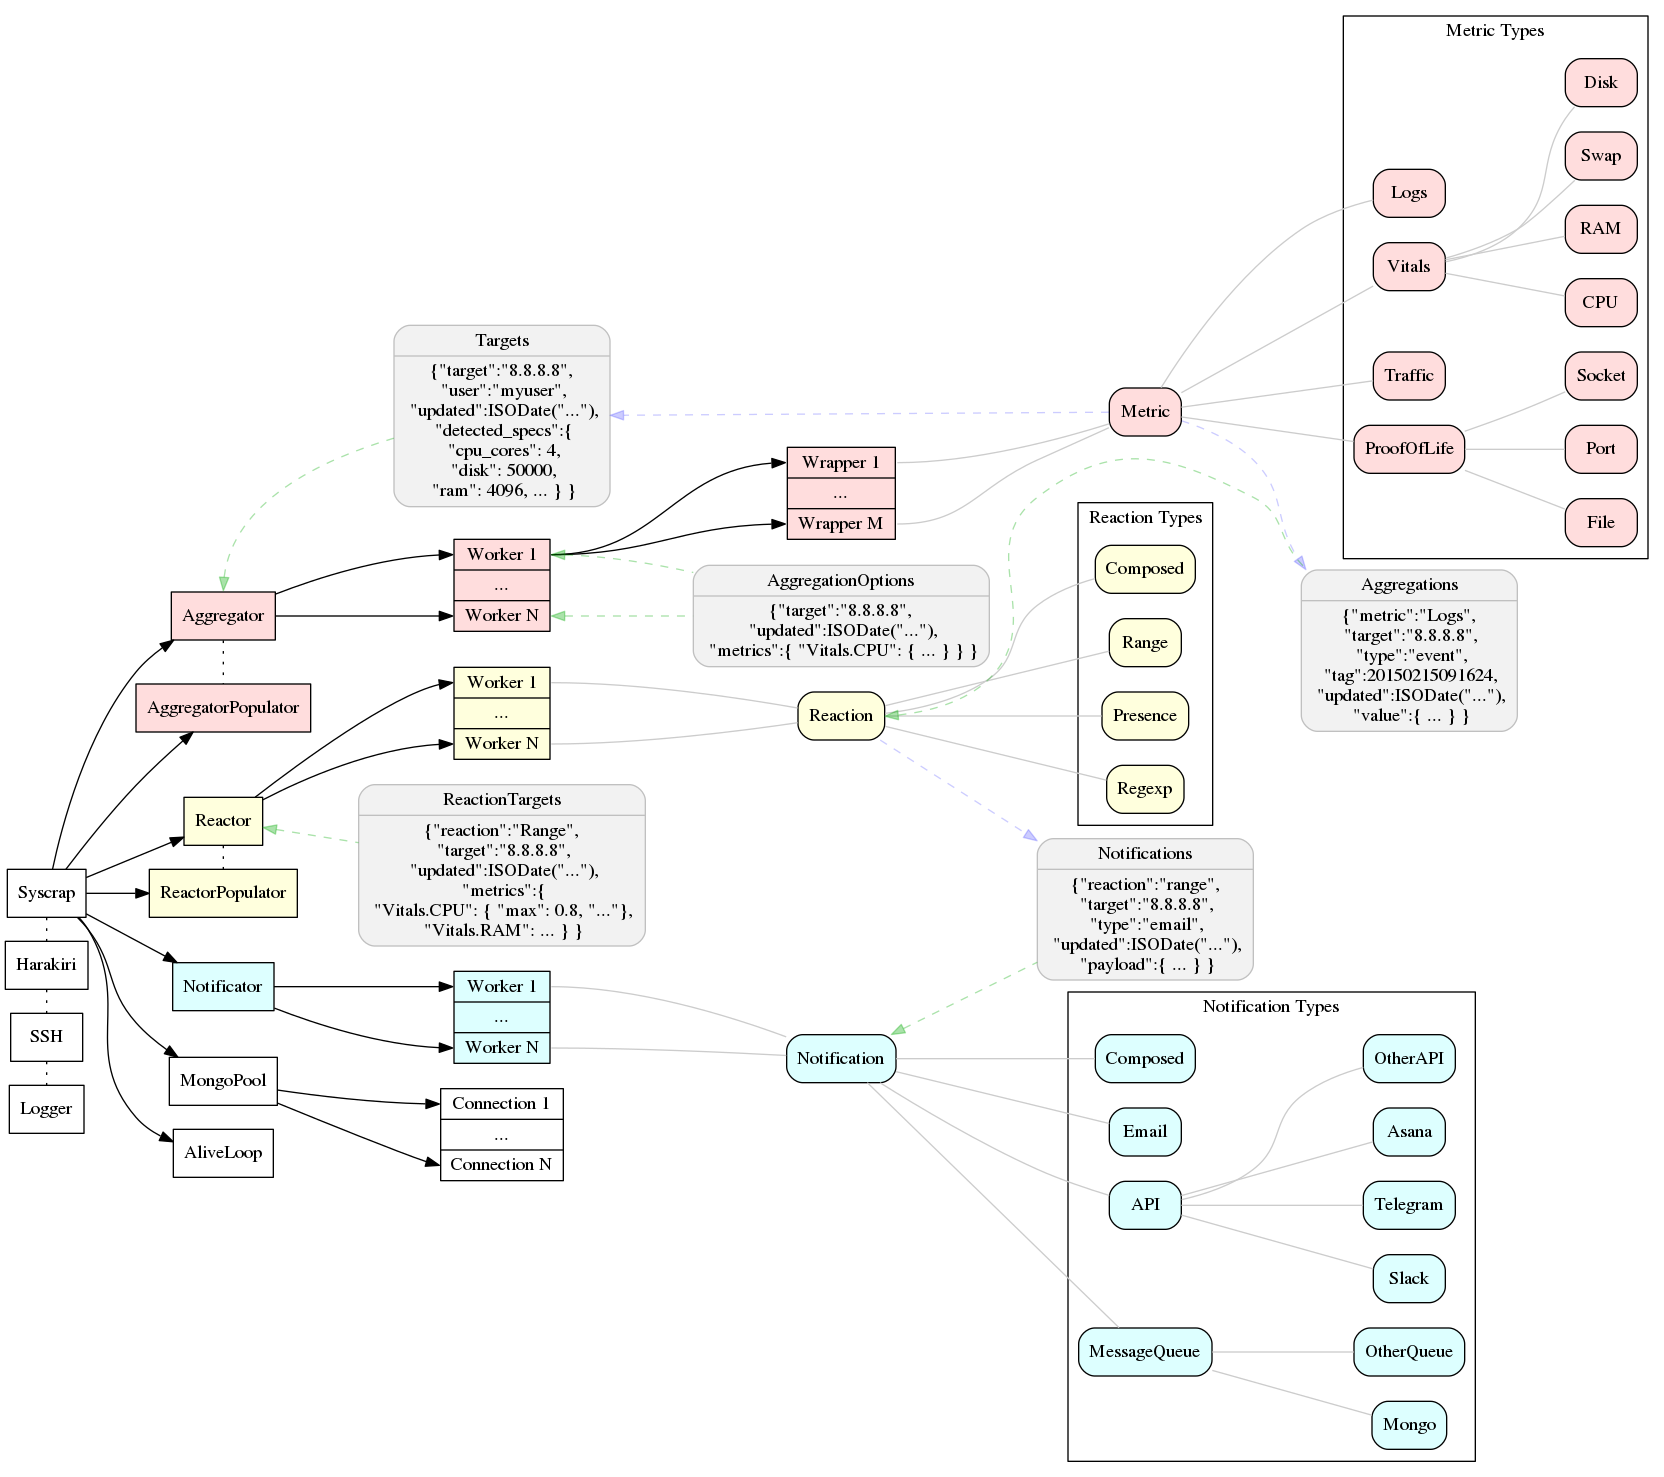 Metric Types
Disk
Swap
Logs
RAM
Vitals
CPU
Traffic
Socket
Metric
ProofOfLife
Port
File
Targets
{"target":"8.8.8.8",
"user":"myuser",
"updated":ISODate("..."),
"detected_specs":{
"cpu_cores": 4,
"disk": 50000,
"ram": 4096, ... } }
Wrapper 1
...
Wrapper M
Worker 1
...
Worker N
Aggregator
AggregatorPopulator
AggregationOptions
{"target":"8.8.8.8",
"updated":ISODate("..."),
"metrics":{ "Vitals.CPU": { ... } } }
Reaction Types
Composed
Range
Presence
Regexp
Aggregations
{"metric":"Logs",
"target":"8.8.8.8",
"type":"event",
"tag":20150215091624,
"updated":ISODate("..."),
"value":{ ... } }
Worker 1
...
Worker N
Reaction
Reactor
ReactorPopulator
ReactionTargets
{"reaction":"Range",
"target":"8.8.8.8",
"updated":ISODate("..."),
"metrics":{
"Vitals.CPU": { "max": 0.8, "..."},
"Vitals.RAM": ... } }
Notifications
{"reaction":"range",
"target":"8.8.8.8",
"type":"email",
"updated":ISODate("..."),
"payload":{ ... } }
Syscrap
Harakiri
SSH
Logger
Notificator
Worker 1
...
Worker N
MongoPool
Connection 1
...
Connection N
AliveLoop
Notification
Notification Types
Composed
OtherAPI
Email
Asana
API
Telegram
Slack
MessageQueue
OtherQueue
Mongo